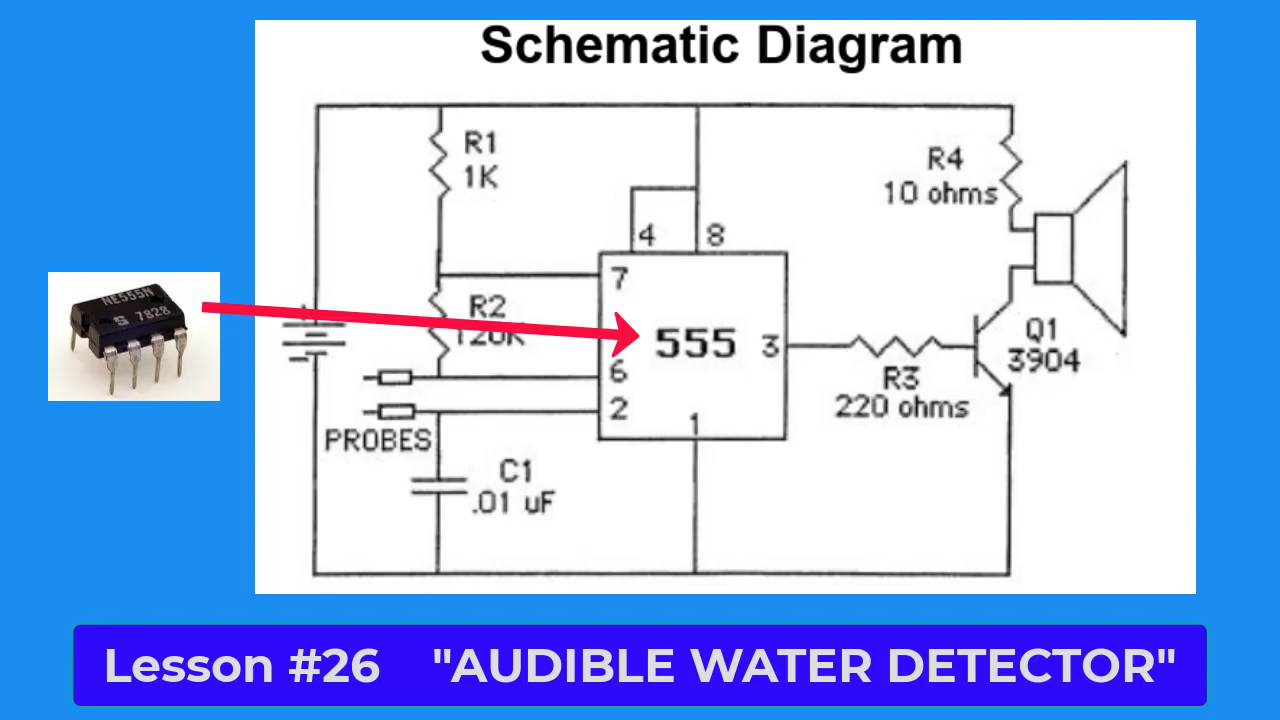 Schematic Diagram
R1
1K
R4
10 ohms
4
8
7
NE555N
S 7828
R2
120K
555
3
Q1
3904
6
R3
220 ohms
2
1
PROBES
C1
.01 uF
Lesson #26 "AUDIBLE WATER DETECTOR"